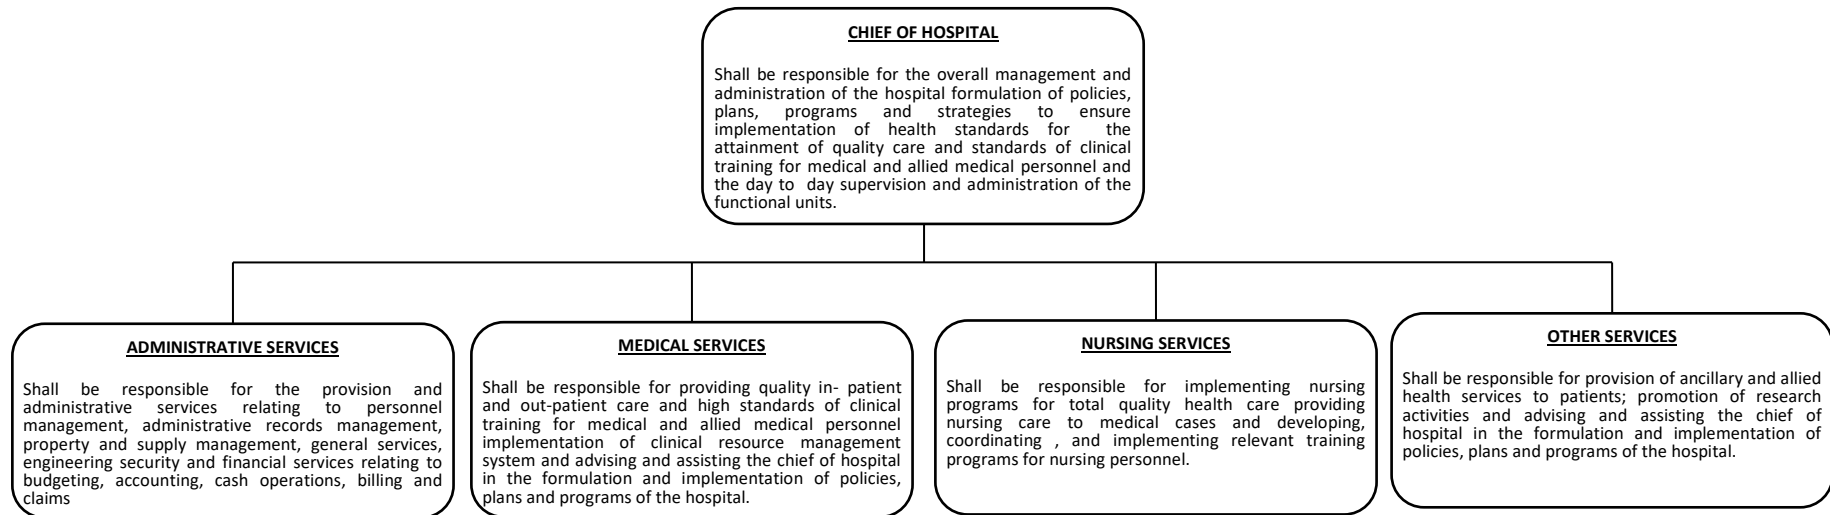 CHIEF OF HOSPITAL
Shall be responsible for the overall management and
administration of the hospital formulation of policies,
plans, programs and strategies to ensure
implementation of health standards for the
attainment of quality care and standards of clinical
training for medical and allied medical personnel and
the day to day supervision and administration of the
functional units.
ADMINISTRATIVE SERVICES
Shall be responsible for the provision and
administrative services relating to personnel
management, administrative records management,
property and supply management, general services,
engineering security and financial services relating to
budgeting, accounting, cash operations, billing and
claims
MEDICAL SERVICES
Shall be responsible for providing quality in- patient
and out-patient care and high standards of clinical
training for medical and allied medical personnel
implementation of clinical resource management
system and advising and assisting the chief of hospital
in the formulation and implementation of policies,
plans and programs of the hospital.
NURSING SERVICES
Shall be responsible for implementing nursing
programs for total quality health care providing
nursing care to medical cases and developing,
coordinating , and implementing relevant training
programs for nursing personnel.
OTHER SERVICES
Shall be responsible for provision of ancillary and allied
health services to patients; promotion of research
activities and advising and assisting the chief of
hospital in the formulation and implementation of
policies, plans and programs of the hospital.